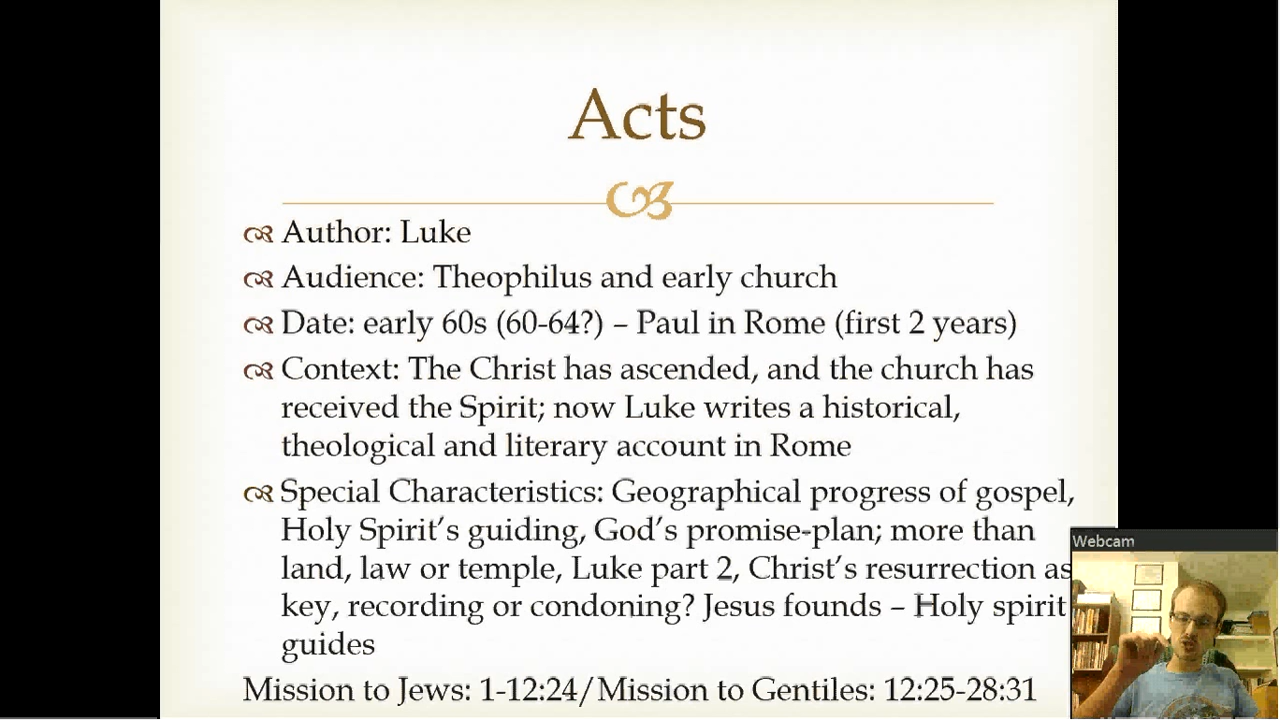 Acts
Author: Luke
Audience: Theophilus and early church
Date: early 60s (60-64?) – Paul in Rome (first 2 years)
Context: The Christ has ascended, and the church has
received the Spirit; now Luke writes a historical,
theological and literary account in Rome
Special Characteristics: Geographical progress of gospel,
Holy Spirit's guiding, God's promise-plan; more than
land, law or temple, Luke part 2, Christ's resurrection as
key, recording or condoning? Jesus founds – Holy spirit
guides
Mission to Jews: 1-12:24/Mission to Gentiles: 12:25-28:31
Webcam